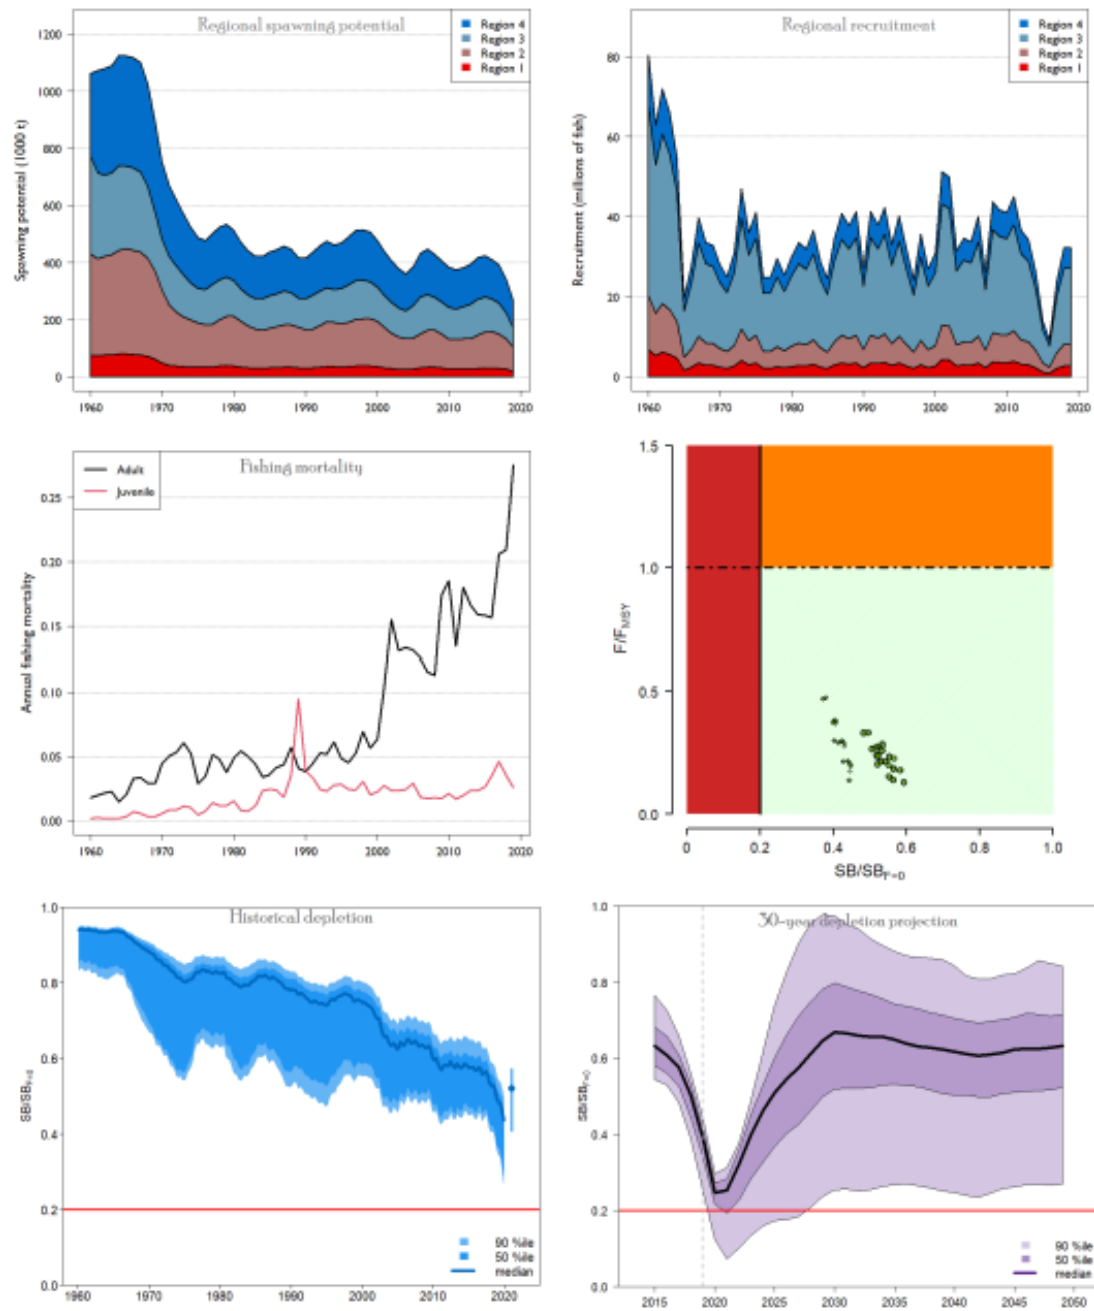 Regional spawning potential
Region 4
Region 3
Region 2
Region 1
Spawning potential (1000 t)
1200
1000
800
600
400
200
0
1960 1970 1980 1990 2000 2010 2020
Regional recruitment
Region 4
Region 3
Region 2
Region 1
Recruitment (millions of fish)
80
60
40
20
0
1960 1970 1980 1990 2000 2010 2020
Fishing mortality
Adult
Juvenile
Annual fishing mortality
0.25
0.20
0.15
0.10
0.05
0.00
1960 1970 1980 1990 2000 2010 2020
F/FMSY
1.5
1.0
0.5
0.0
0 0.2 0.4 0.6 0.8 1.0
SB/SBF=0
Historical depletion
SB/SBF=0
1.0
0.8
0.6
0.4
0.2
0.0
90 %ile
50 %ile
median
1960 1970 1980 1990 2000 2010 2020
30-year depletion projection
SB/SBF=0
1.0
0.8
0.6
0.4
0.2
0.0
90 %ile
50 %ile
median
2015 2020 2025 2030 2035 2040 2045 2050